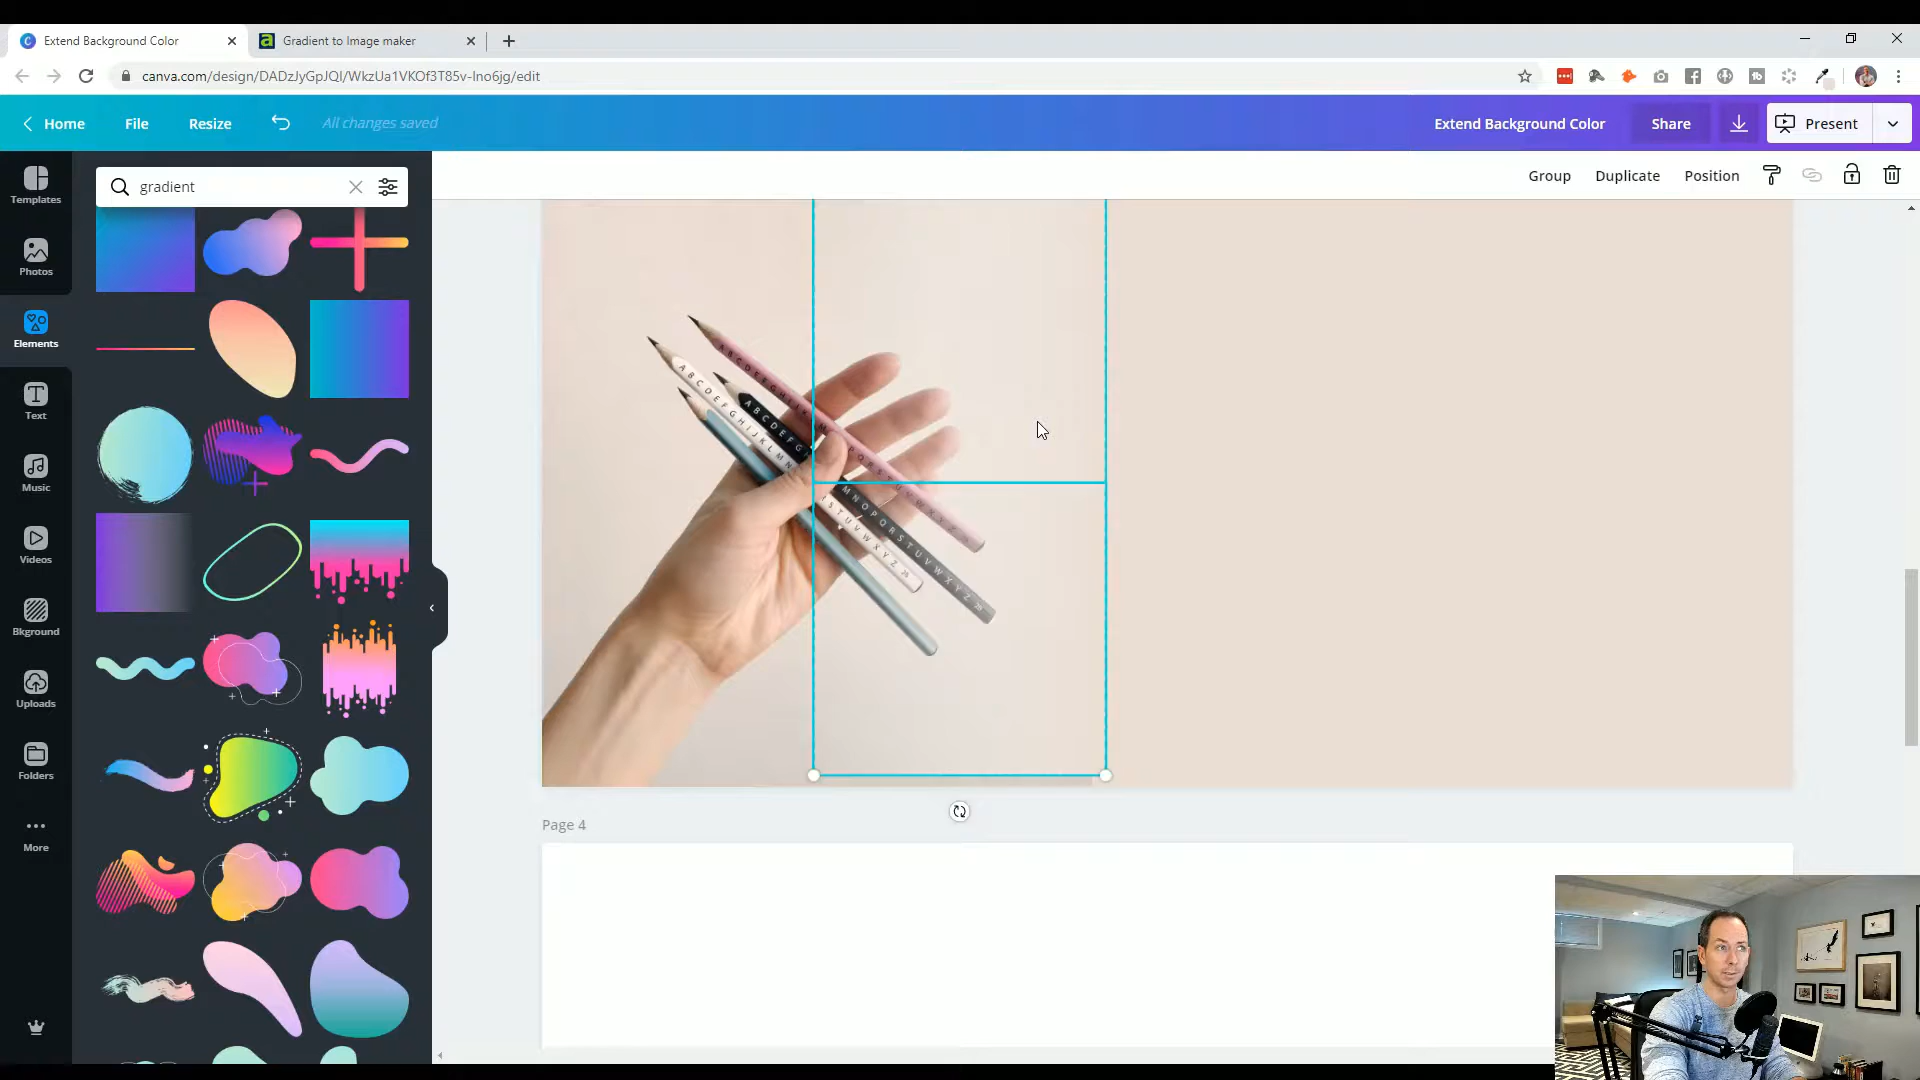 Extend Background Color
Gradient to Image maker
canva.com/design/DADzJyGpJQI/WkzUa1VKOf3T85v-Ino6jg/edit
Home
File
Resize
All changes saved
Extend Background Color
Share
Present
gradient
Group
Duplicate
Position
Templates
Photos
Elements
Text
Music
Videos
Bkground
Uploads
Folders
More
Page 4